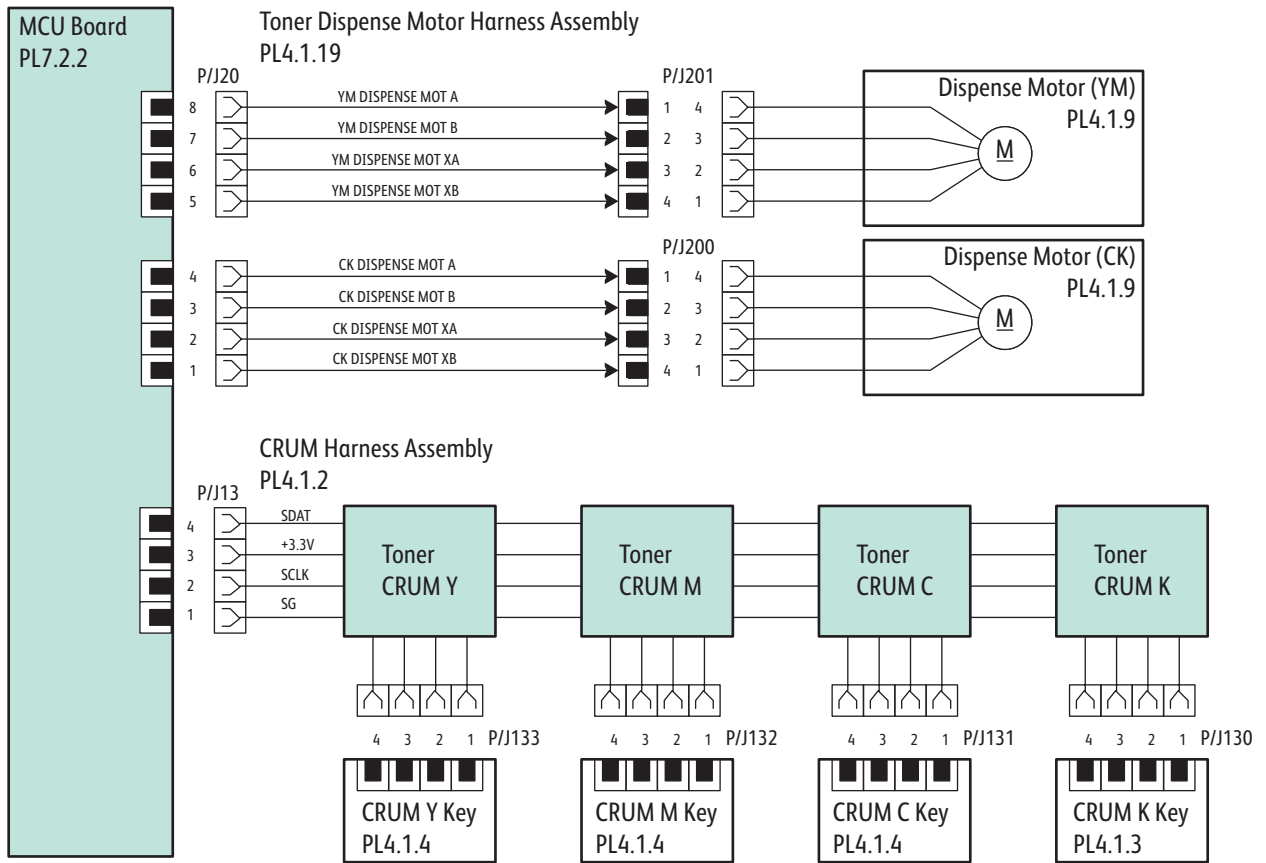 MCU Board
PL7.2.2
Toner Dispense Motor Harness Assembly
PL4.1.19
P/J20
P/J201
8
YM DISPENSE MOT A
1 4
7
YM DISPENSE MOT B
2 3
6
YM DISPENSE MOT XA
3 2
5
YM DISPENSE MOT XB
4 1
Dispense Motor (YM)
PL4.1.9
M
P/J200
4
CK DISPENSE MOT A
1 4
3
CK DISPENSE MOT B
2 3
2
CK DISPENSE MOT XA
3 2
1
CK DISPENSE MOT XB
4 1
Dispense Motor (CK)
PL4.1.9
M
CRUM Harness Assembly
PL4.1.2
P/J13
4
SDAT
3
+3.3V
2
SCLK
1
SG
Toner
CRUM Y
Toner
CRUM M
Toner
CRUM C
Toner
CRUM K
4 3 2 1 P/J133
4 3 2 1 P/J132
4 3 2 1 P/J131
4 3 2 1 P/J130
CRUM Y Key
PL4.1.4
CRUM M Key
PL4.1.4
CRUM C Key
PL4.1.4
CRUM K Key
PL4.1.3